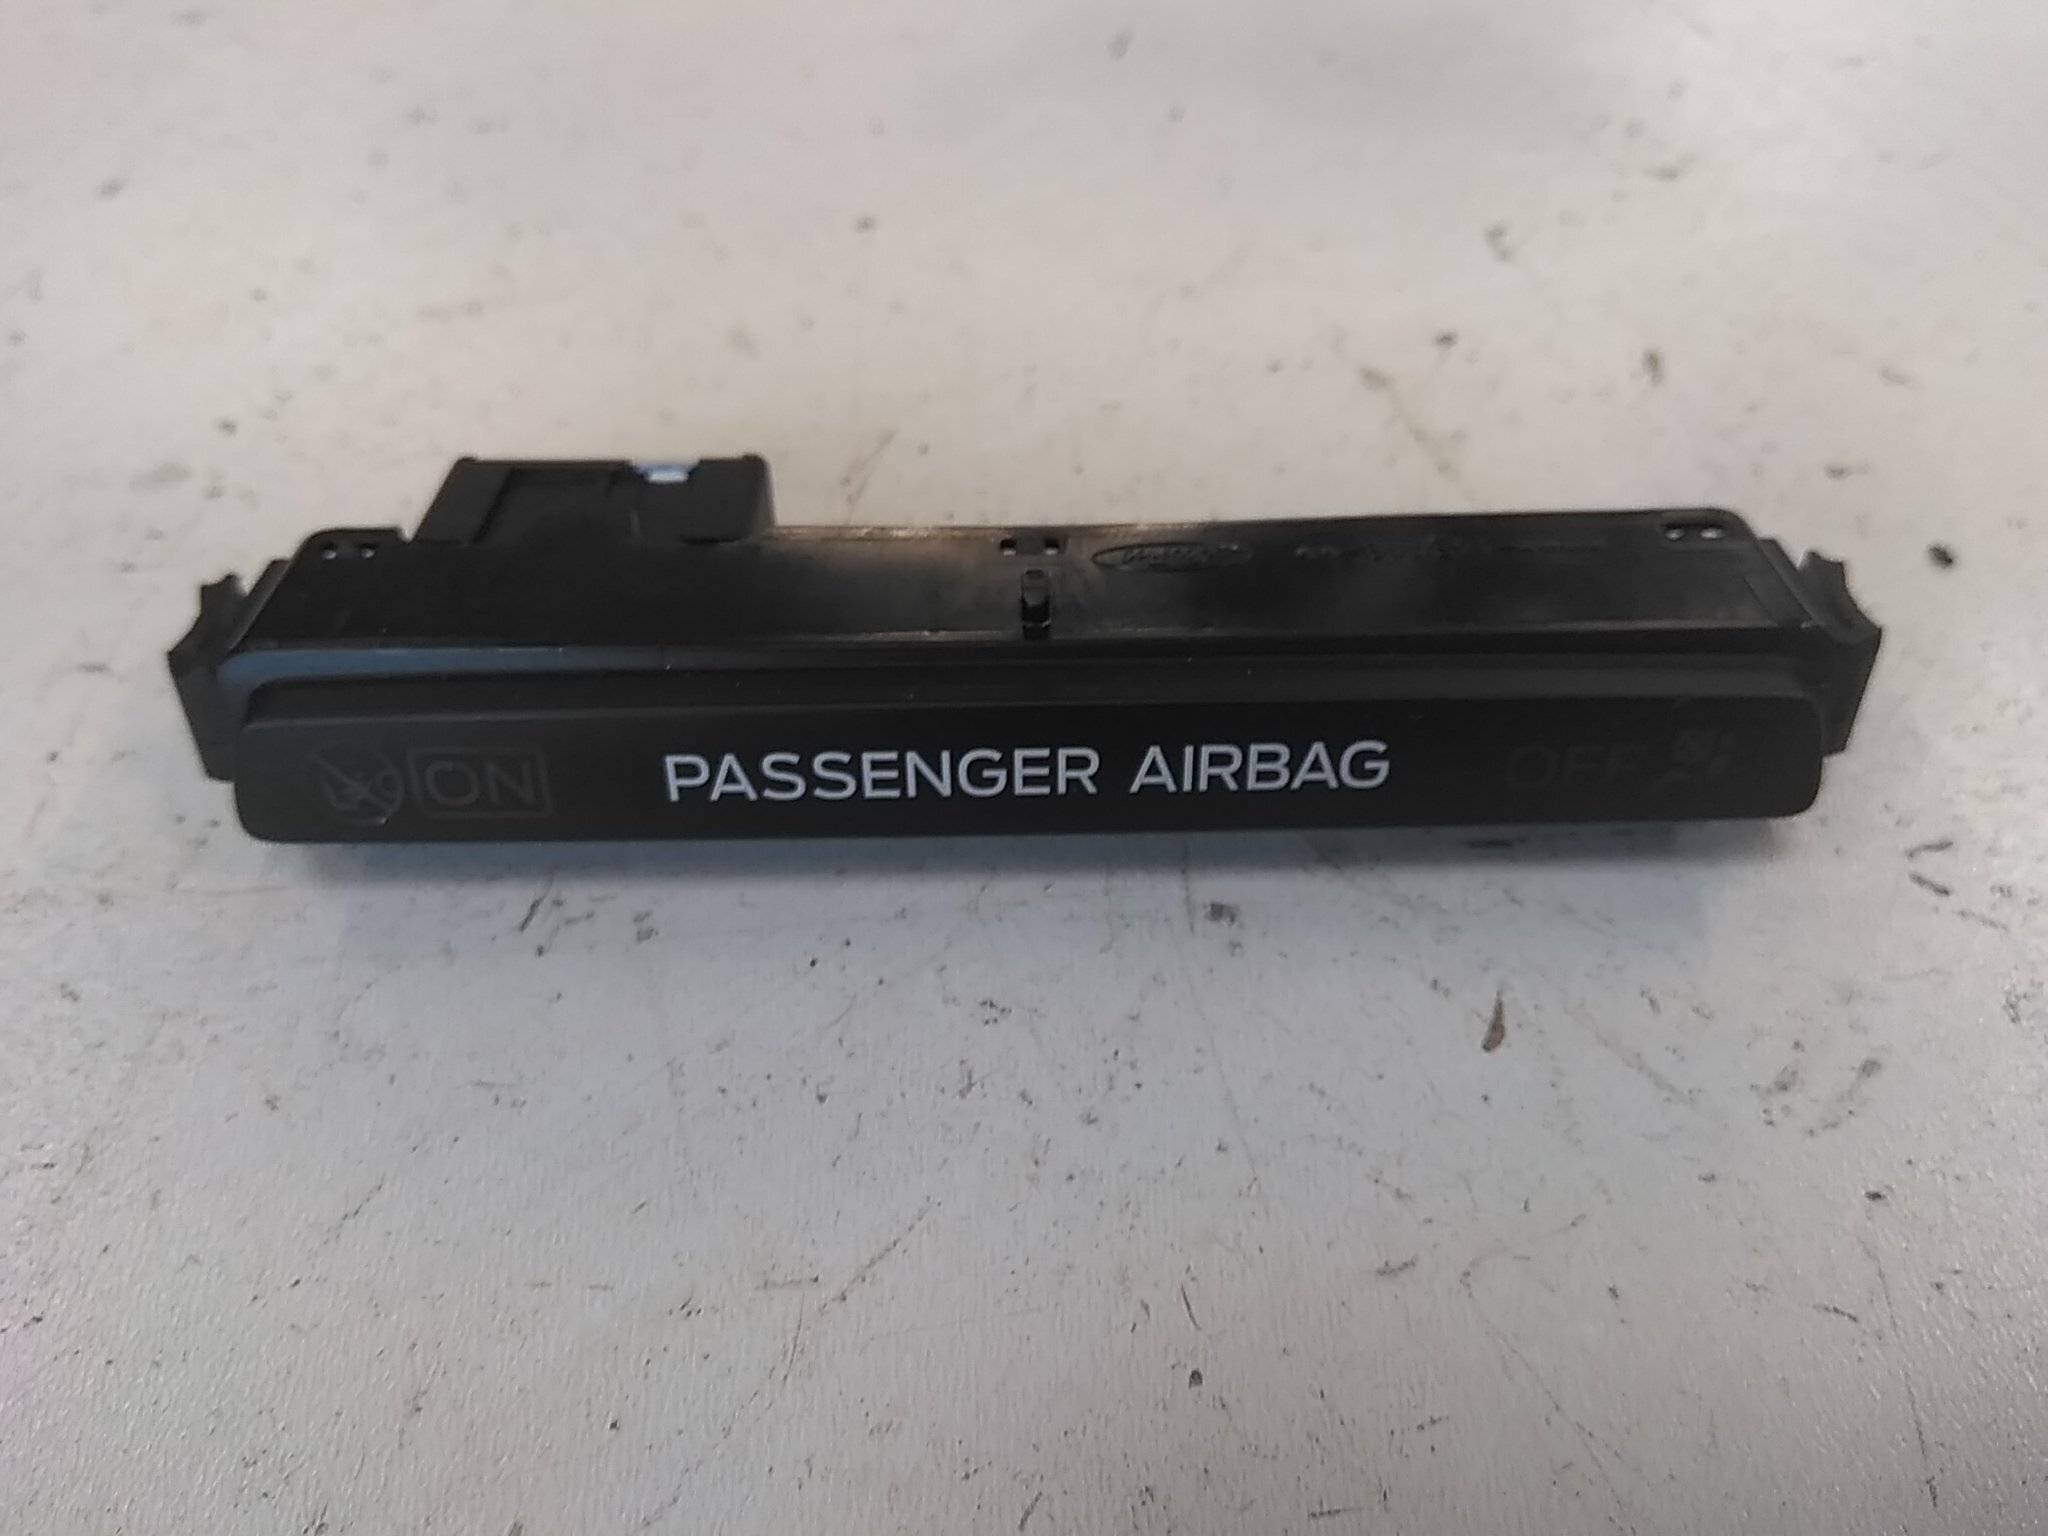 ON PASSENGER AIRBAG OFF